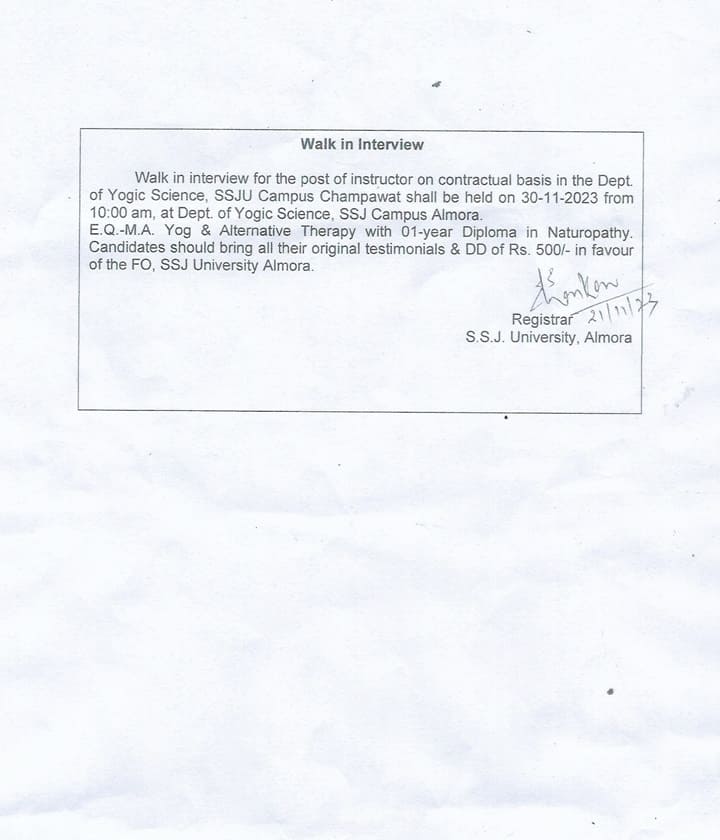 Walk in Interview
Walk in interview for the post of instructor on contractual basis in the Dept.
of Yogic Science, SSJU Campus Champawat shall be held on 30-11-2023 from
10:00 am, at Dept. of Yogic Science, SSJ Campus Almora.
E.Q.-M.A. Yog & Alternative Therapy with 01-year Diploma in Naturopathy.
Candidates should bring all their original testimonials & DD of Rs. 500/- in favour
of the FO, SSJ University Almora.
Registrar 21/11/23
S.S.J. University, Almora